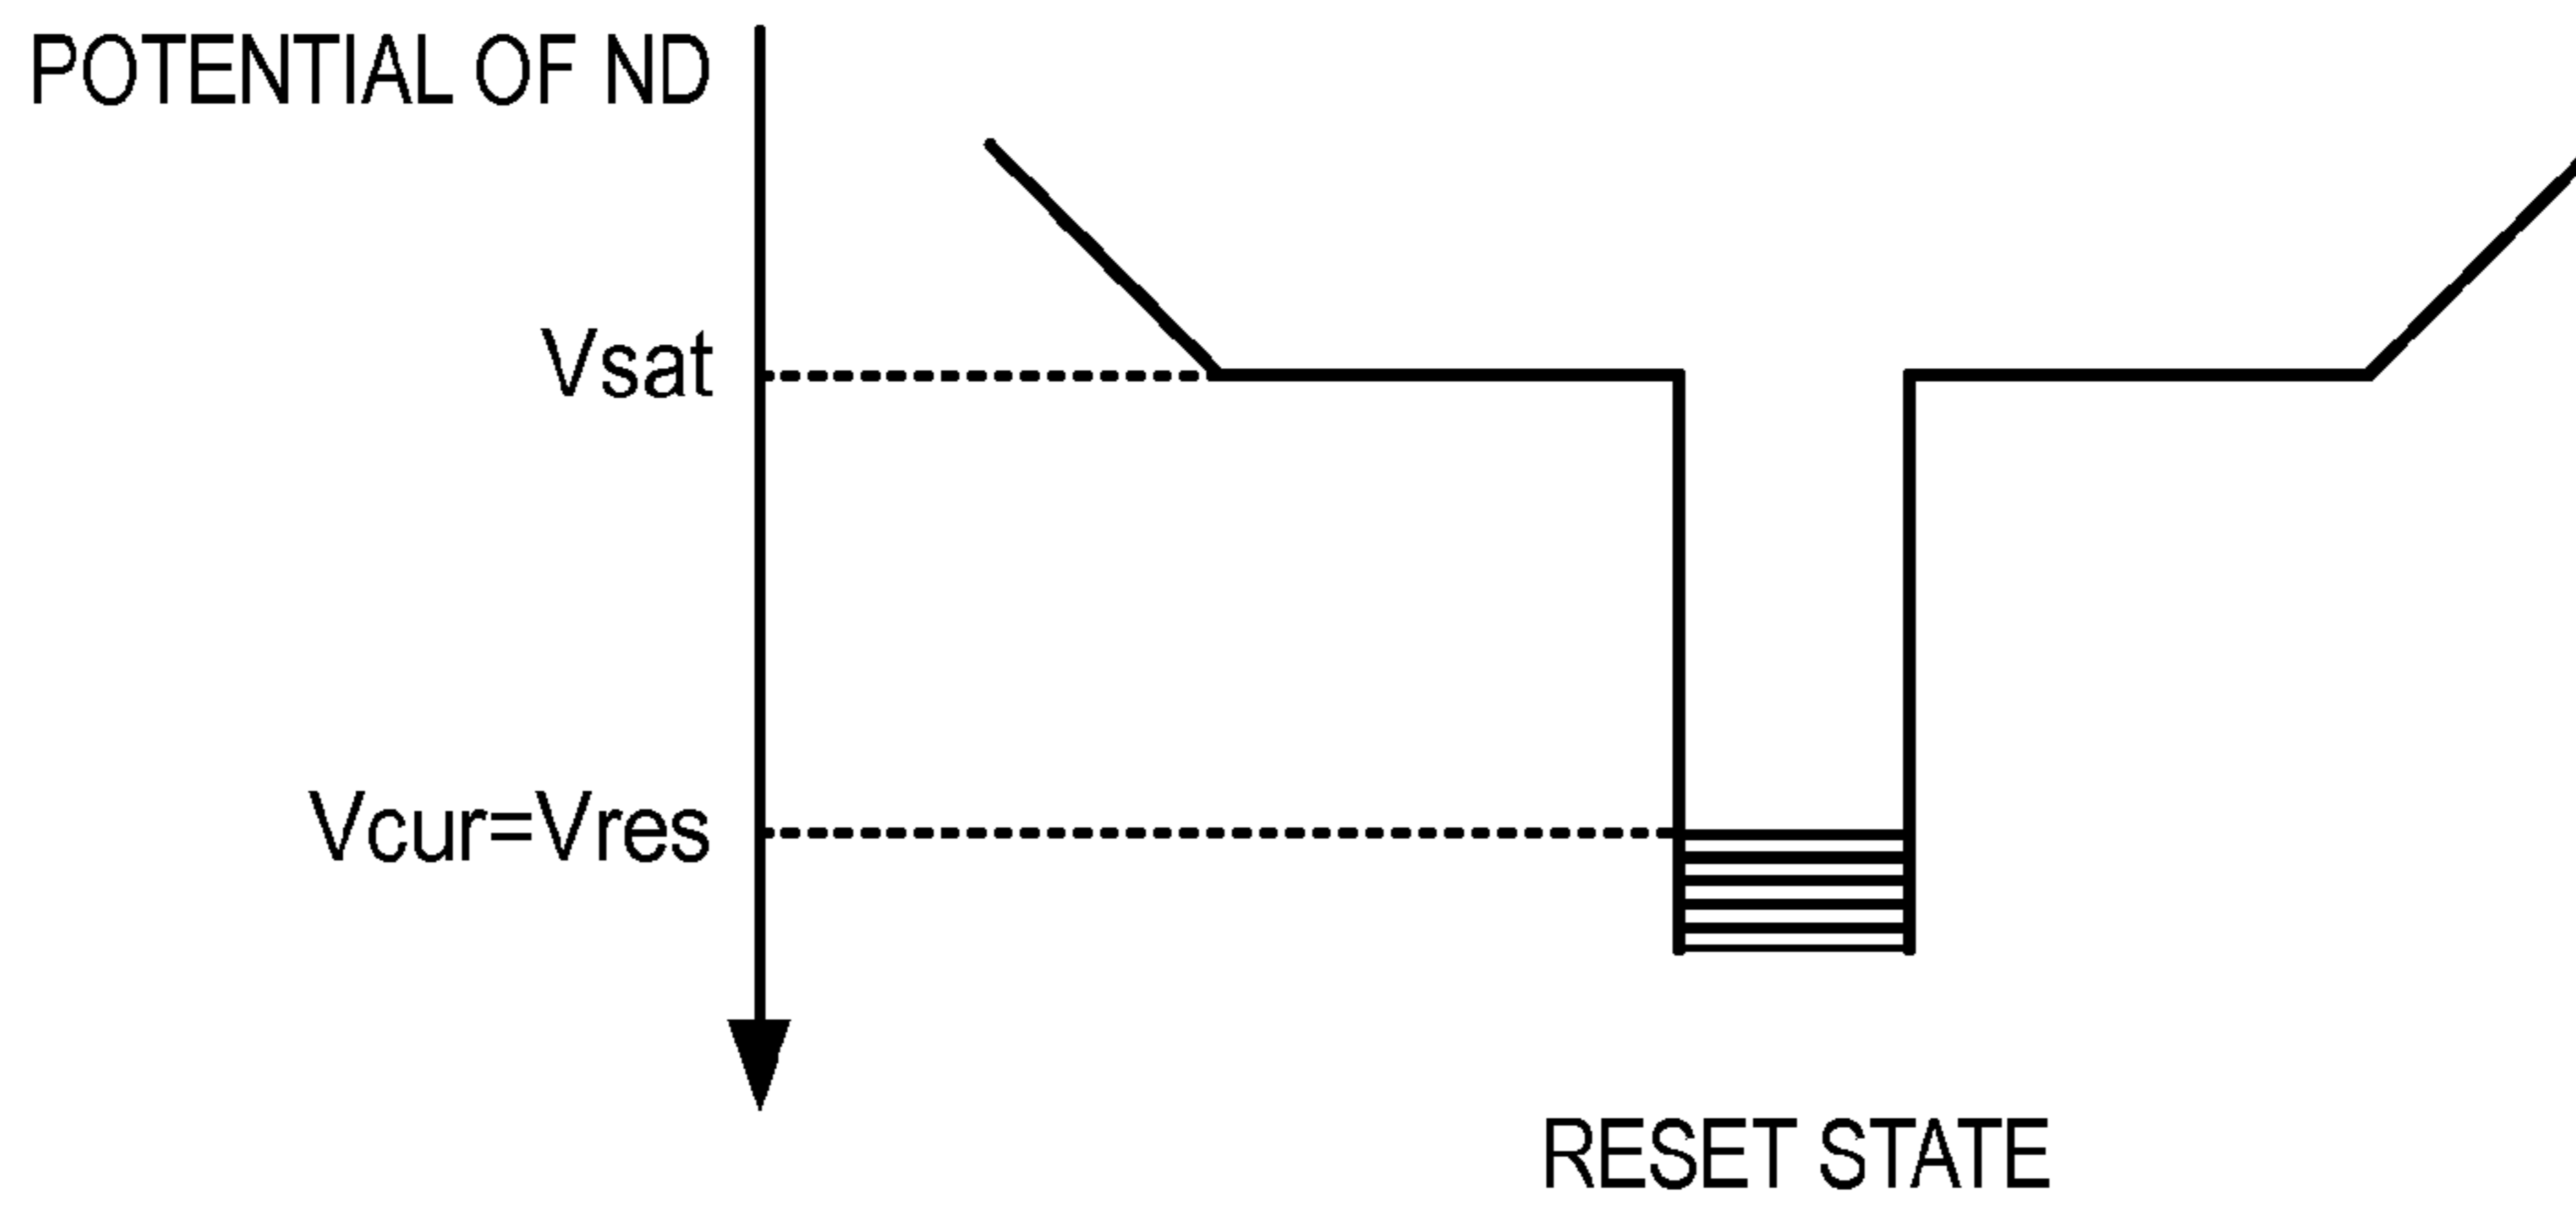 POTENTIAL OF ND
Vsat
Vcur=Vres
RESET STATE